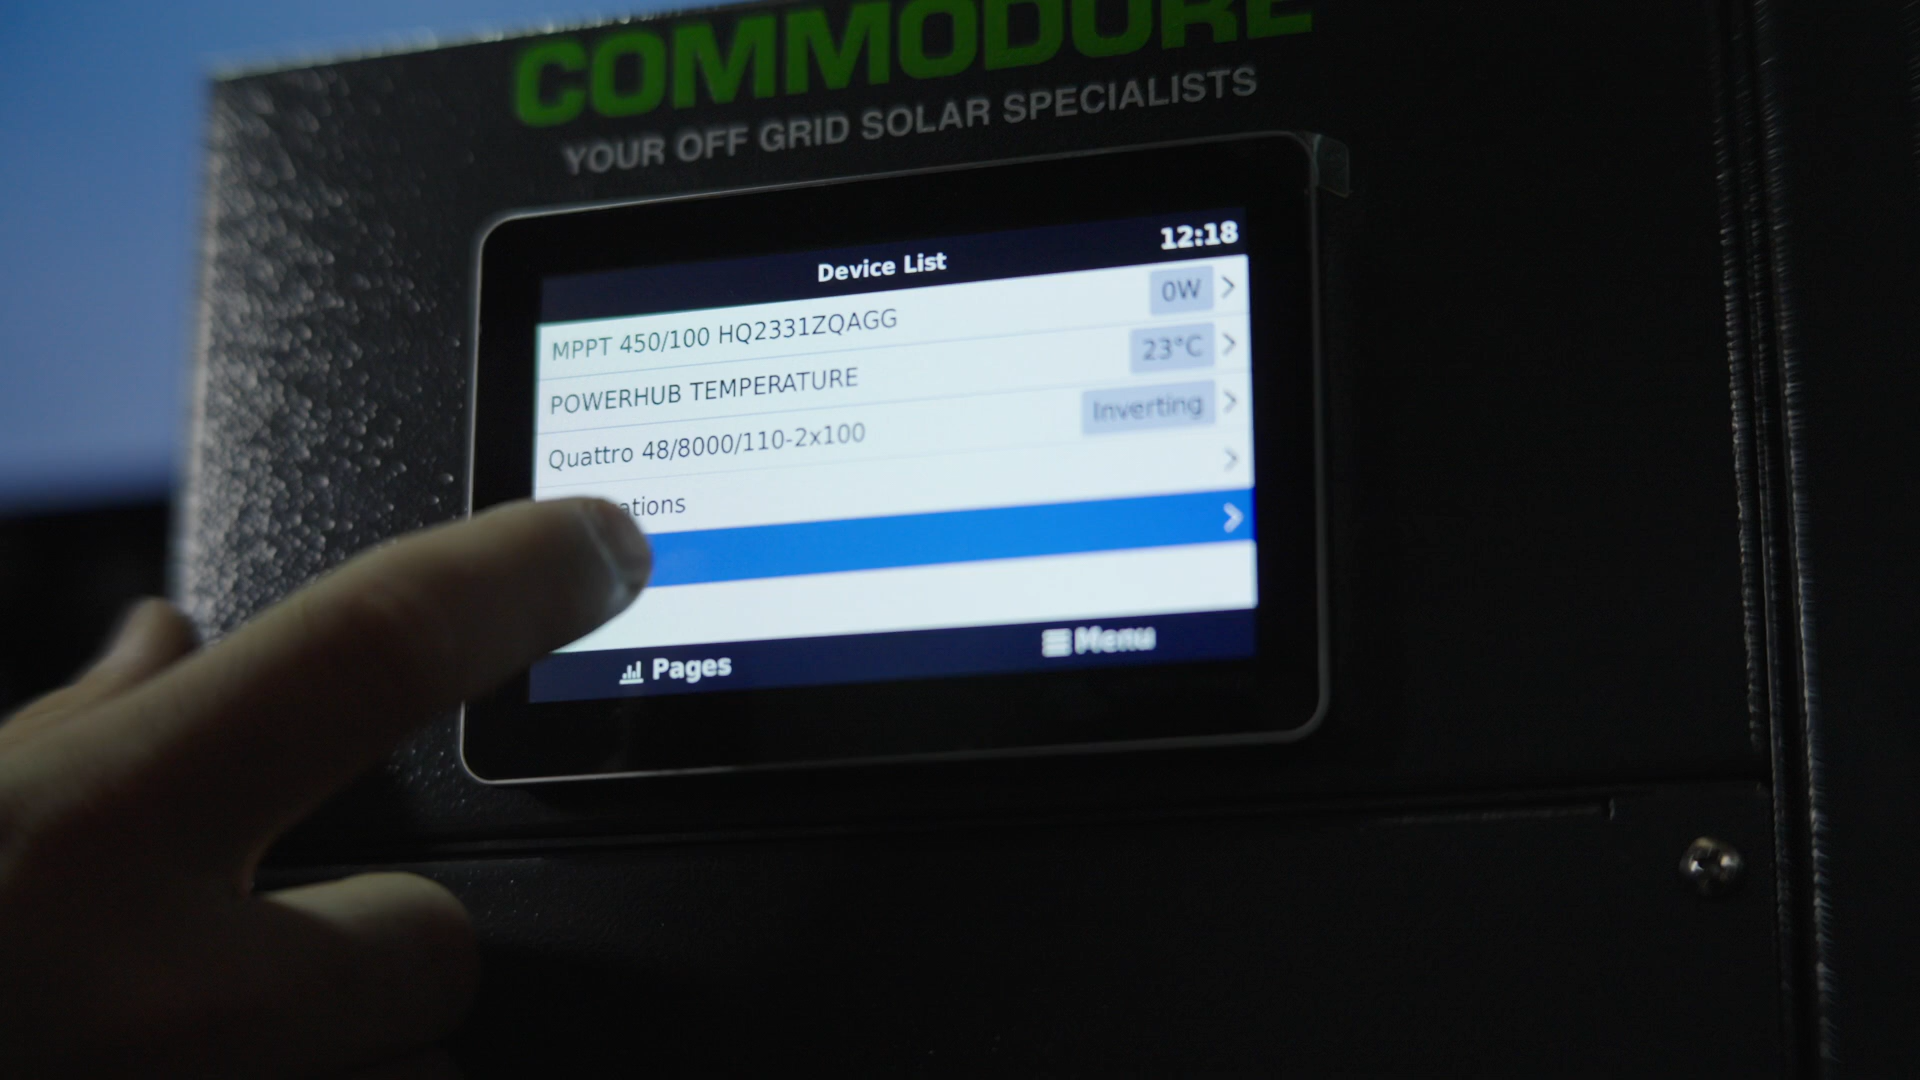 COMMODORE
YOUR OFF GRID SOLAR SPECIALISTS
12:18
Device List
MPPT 450/100 HQ2331ZQAGG 0W
POWERHUB TEMPERATURE 23°C
Quattro 48/8000/110-2x100 Inverting
ations
Pages Menu